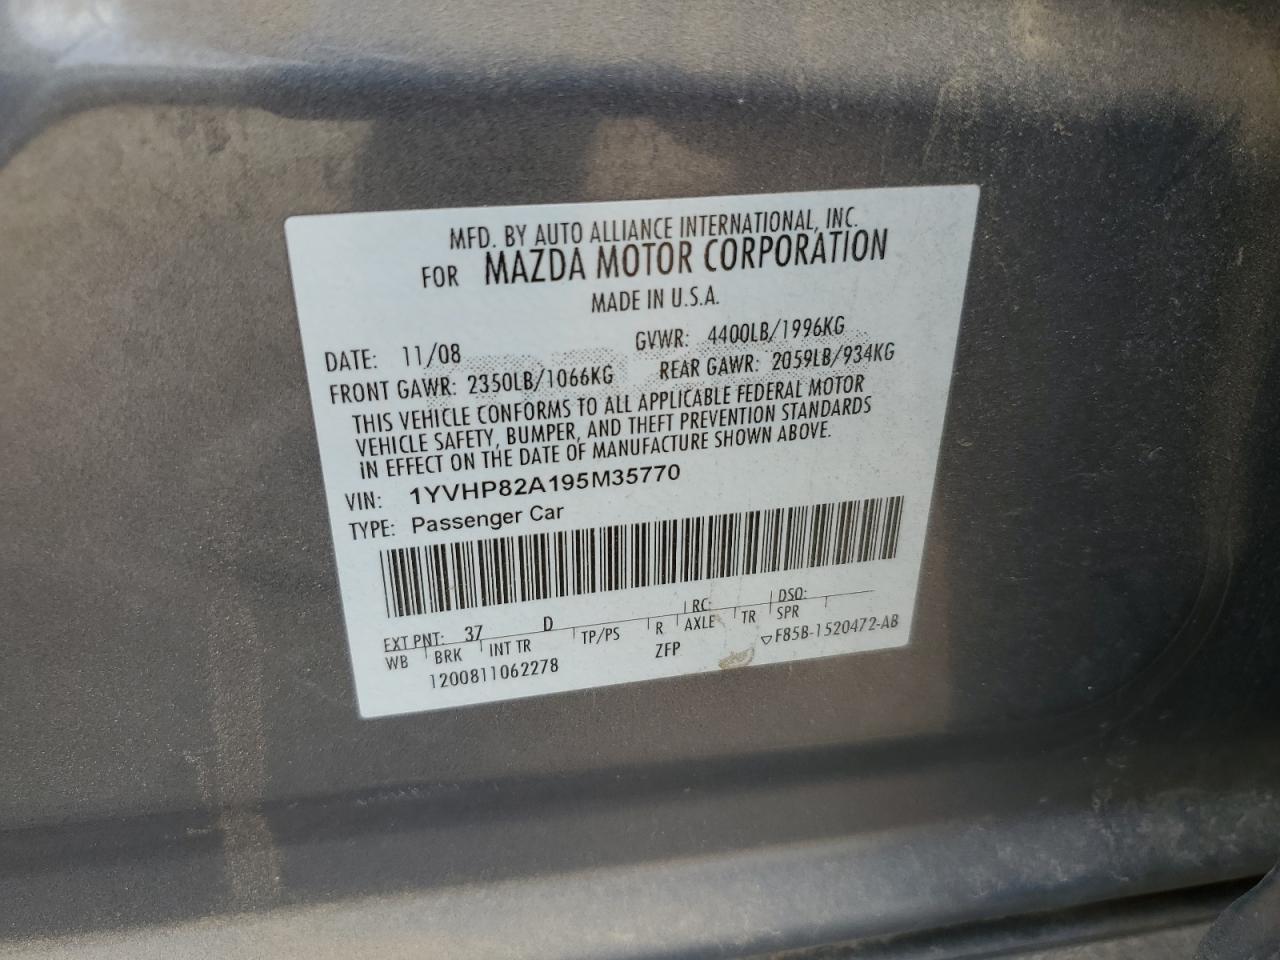 MFD. BY AUTO ALLIANCE INTERNATIONAL, INC.
FOR MAZDA MOTOR CORPORATION
MADE IN U.S.A.
DATE: 11/08 GVWR: 4400LB/1996KG
FRONT GAWR: 2350LB/1066KG REAR GAWR: 2059LB/934KG
THIS VEHICLE CONFORMS TO ALL APPLICABLE FEDERAL MOTOR
VEHICLE SAFETY, BUMPER, AND THEFT PREVENTION STANDARDS
IN EFFECT ON THE DATE OF MANUFACTURE SHOWN ABOVE.
VIN: 1YVHP82A195M35770
TYPE: Passenger Car
EXT PNT: 37 D RC: DSO:
WB BRK INT TR TP/PS R AXLE TR SPR
1200811062278 ZFP ▽F85B-1520472-AB